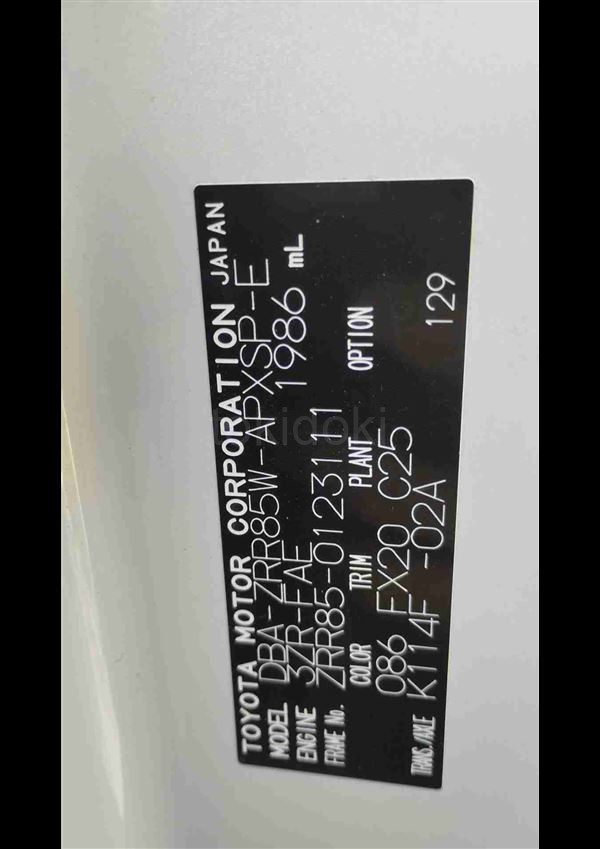 TOYOTA MOTOR CORPORATION JAPAN
MODEL DBA-ZRR85W-APXSP-E
ENGINE 3ZR-FAE 1986 mL
FRAME No. ZRR85-0123111
COLOR TRIM PLANT OPTION
086 FX20 C25
TRANS./AXLE K114F -02A 129